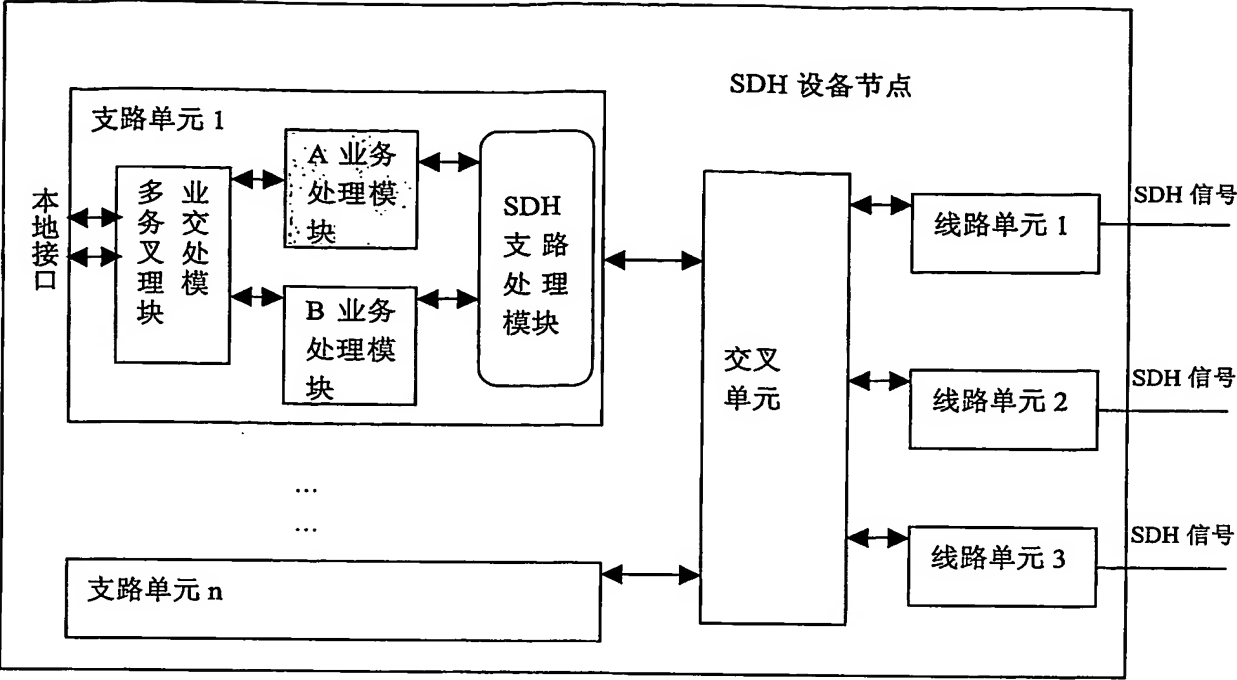 SDH 设备节点
支路单元 1
本地接口
多业
务交
叉处
理模
块
A 业务
处理模
块
B 业务
处理模
块
SDH
支路
处理
模块
交叉
单元
线路单元 1
SDH 信号
线路单元 2
SDH 信号
线路单元 3
SDH 信号
...
...
支路单元 n